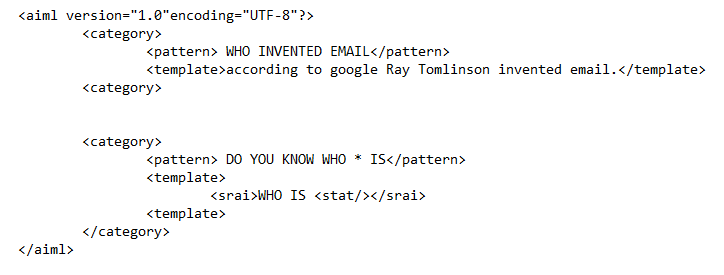 <aiml version="1.0"encoding="UTF-8"?>
<category>
<pattern> WHO INVENTED EMAIL</pattern>
<template>according to google Ray Tomlinson invented email.</template>
<category>
<category>
<pattern> DO YOU KNOW WHO * IS</pattern>
<template>
<srai>WHO IS <stat/></srai>
<template>
</category>
</aiml>